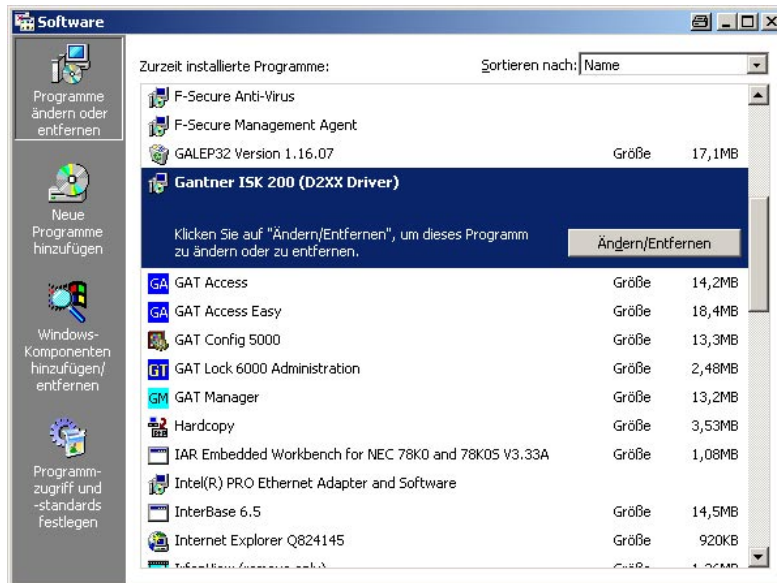 Software
Programme
ändern oder
entfernen
Neue
Programme
hinzufügen
Windows-
Komponenten
hinzufügen/
entfernen
Programm-
zugriff und
-standards
festlegen
Zurzeit installierte Programme: Sortieren nach: Name
F-Secure Anti-Virus
F-Secure Management Agent
GALEP32 Version 1.16.07 Größe 17,1MB
Gantner ISK 200 (D2XX Driver)
Klicken Sie auf "Ändern/Entfernen", um dieses Programm
zu ändern oder zu entfernen.
Ändern/Entfernen
GA GAT Access Größe 14,2MB
GA GAT Access Easy Größe 18,4MB
GAT Config 5000 Größe 13,3MB
GT GAT Lock 6000 Administration Größe 2,48MB
GM GAT Manager Größe 13,2MB
Hardcopy Größe 3,53MB
IAR Embedded Workbench for NEC 78K0 and 78K0S V3.33A Größe 1,08MB
Intel(R) PRO Ethernet Adapter and Software
InterBase 6.5 Größe 14,5MB
Internet Explorer Q824145 Größe 920KB